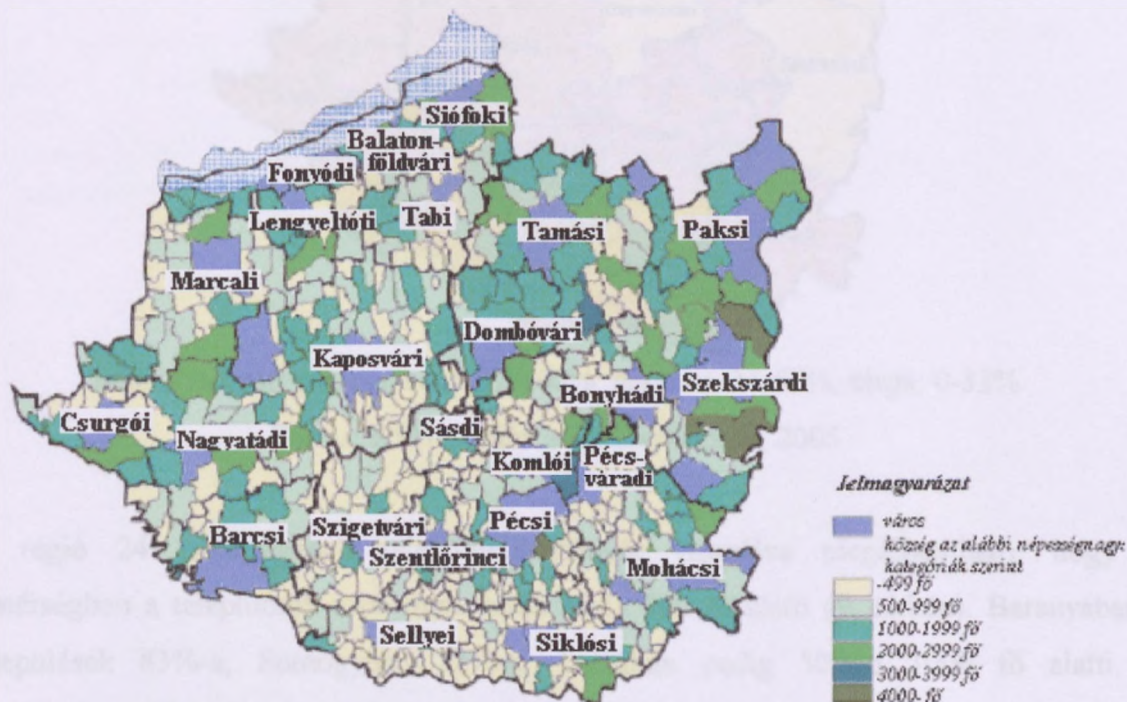 Siófoki
Balaton-
földvári
Fonyódi
Lengyeltóti
Tabi
Tamási
Paksi
Marcali
Dombóvári
Kaposvári
Bonyhádi
Szekszárdi
Csurgói
Nagyatádi
Sásdi
Komlói
Pécs-
váradi
Barcsi
Szigetvári
Pécsi
Szentlőrinci
Mohácsi
Sellyei
Siklósi
Jelmagyarázat
város
község az alábbi népességnagy.
kategóriák szerint
-499 fő
500-999 fő
1000-1999 fő
2000-2999 fő
3000-3999 fő
4000- fő